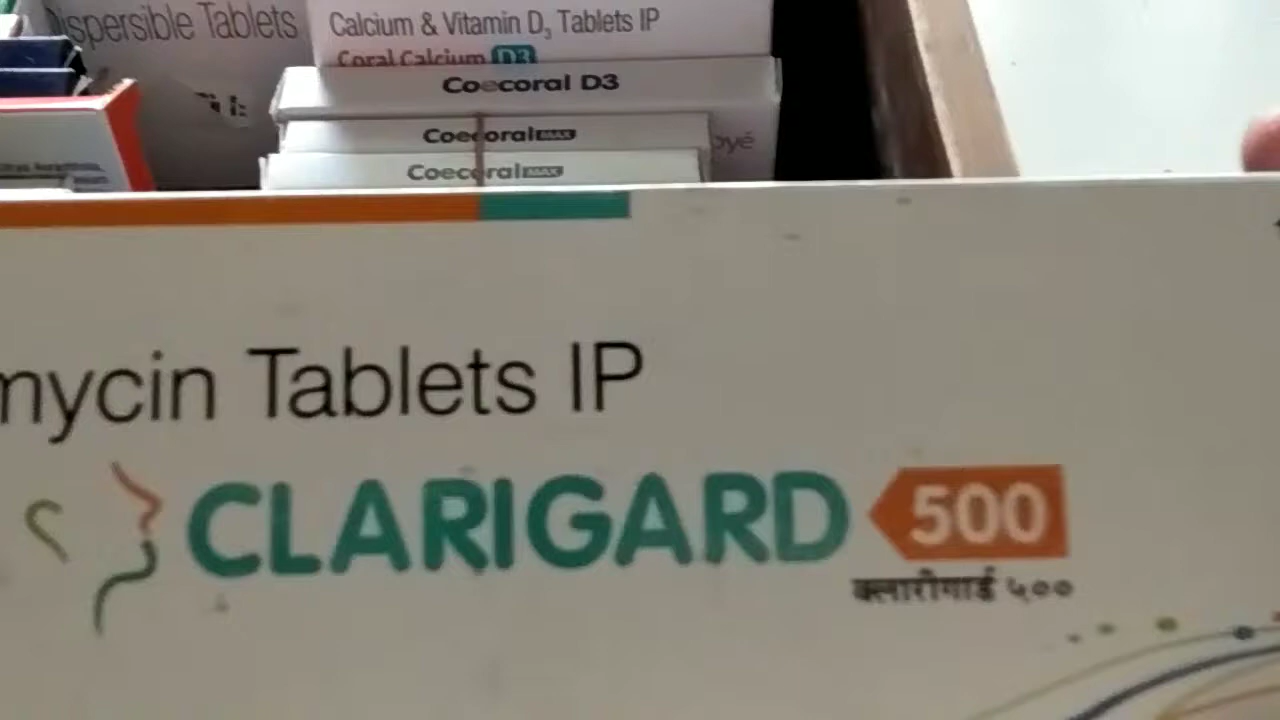 Dispersible Tablets
Calcium & Vitamin D₃ Tablets IP
Coral Calcium D3
Coecoral D3
Coecoral MAX
Coecoral MAX
mycin Tablets IP
CLARIGARD 500
क्लारीगार्ड ५००